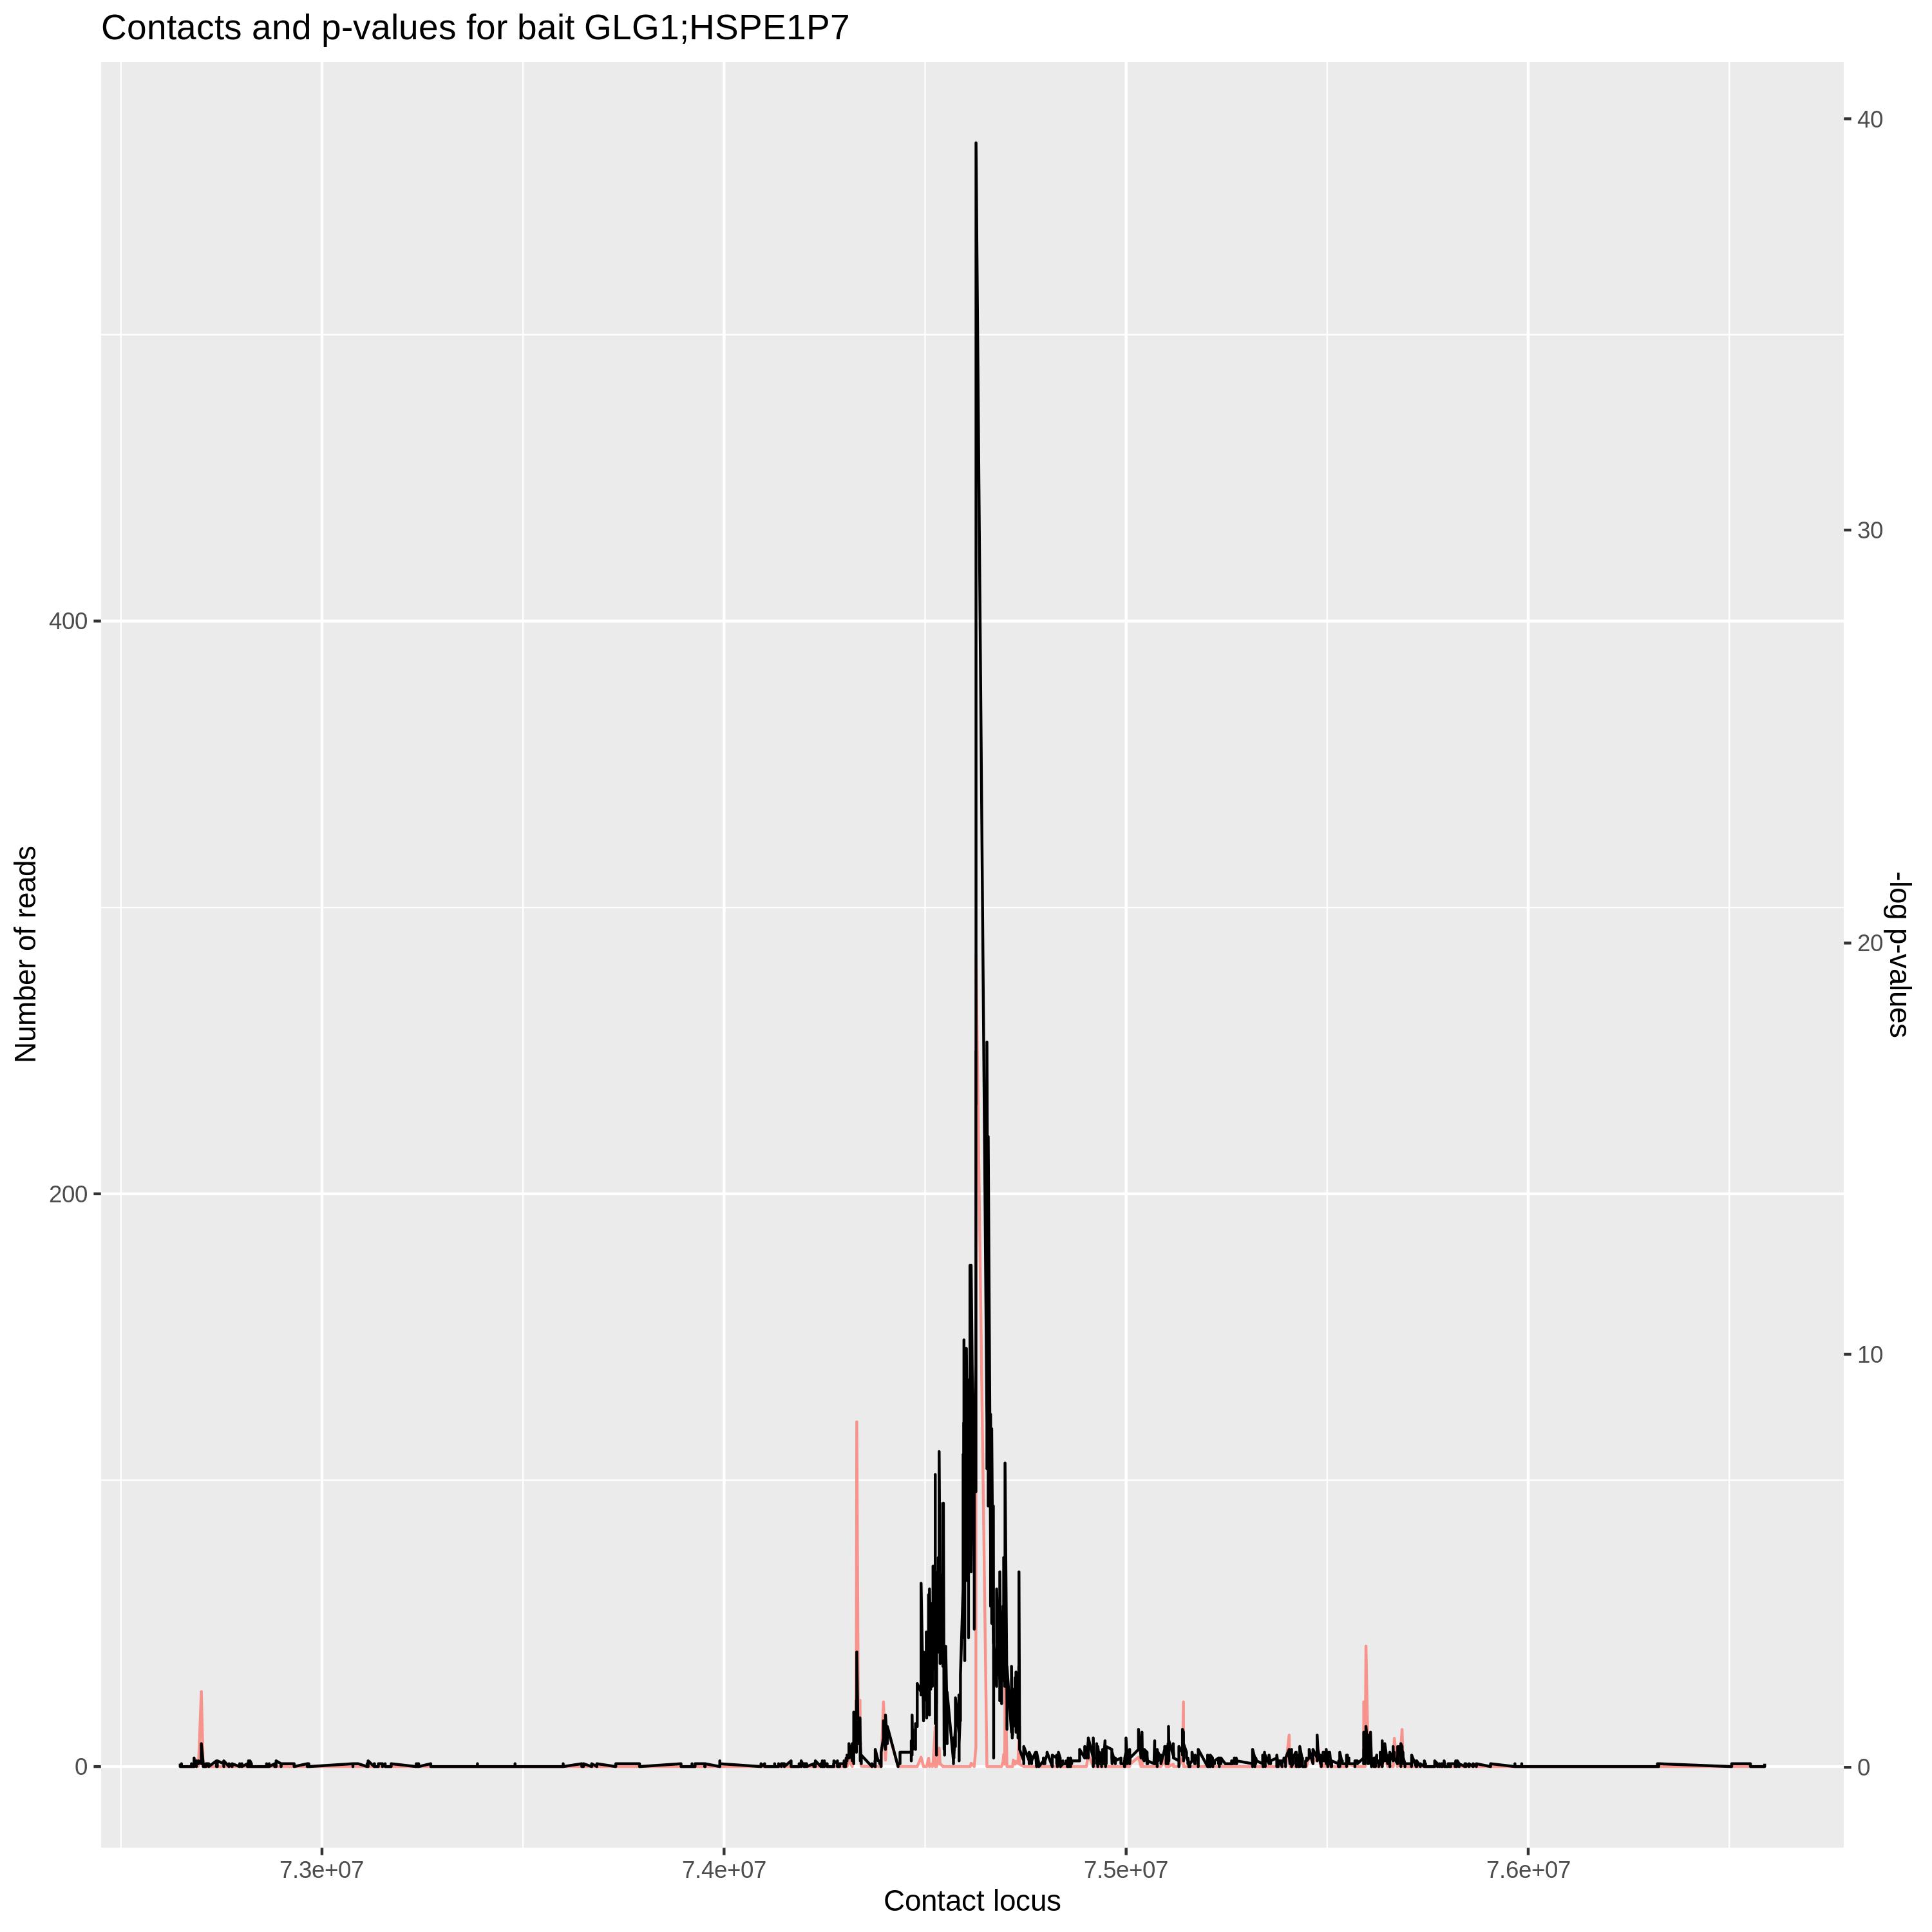 Contacts and p-values for bait GLG1;HSPE1P7
40
30
400
Number of reads
-log p-values
20
200
10
0
0
7.3e+07
7.4e+07
7.5e+07
7.6e+07
Contact locus